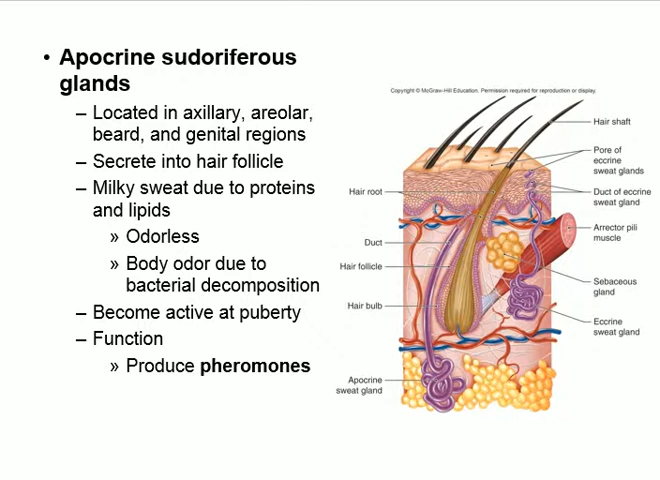 • Apocrine sudoriferous
glands
– Located in axillary, areolar,
beard, and genital regions
– Secrete into hair follicle
– Milky sweat due to proteins
and lipids
» Odorless
» Body odor due to
bacterial decomposition
– Become active at puberty
– Function
» Produce pheromones
Copyright © McGraw-Hill Education. Permission required for reproduction or display.
Hair shaft
Pore of
eccrine
sweat glands
Hair root
Duct of eccrine
sweat gland
Arrector pili
muscle
Duct
Hair follicle
Sebaceous
gland
Hair bulb
Eccrine
sweat gland
Apocrine
sweat gland